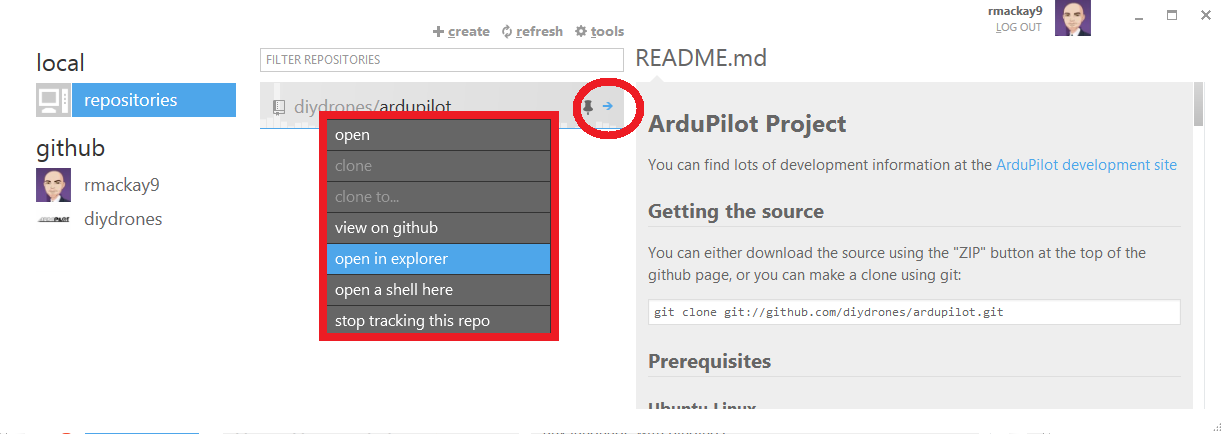 rmackay9
LOG OUT
create refresh tools
local
repositories
github
rmackay9
diydrones
FILTER REPOSITORIES
diydrones/ardupilot
open
clone
clone to...
view on github
open in explorer
open a shell here
stop tracking this repo
README.md
ArduPilot Project
You can find lots of development information at the ArduPilot development site
Getting the source
You can either download the source using the "ZIP" button at the top of the
github page, or you can make a clone using git:
git clone git://github.com/diydrones/ardupilot.git
Prerequisites
Ubuntu Linux